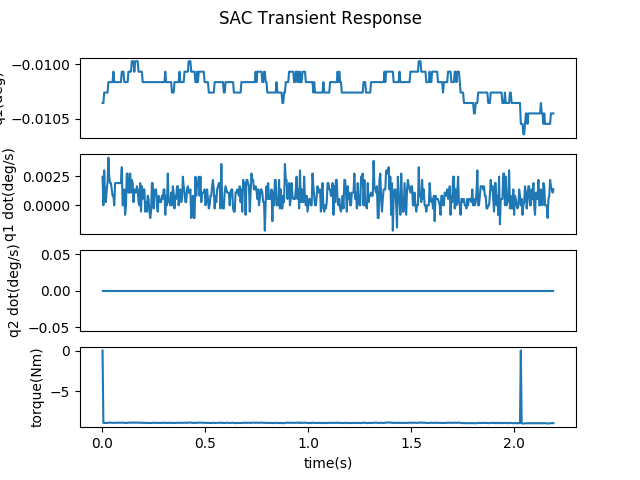 SAC Transient Response
q1(deg)
−0.0100
−0.0105
q1 dot(deg/s)
0.0025
0.0000
q2 dot(deg/s)
0.05
0.00
−0.05
torque(Nm)
0
−5
0.0 0.5 1.0 1.5 2.0
time(s)